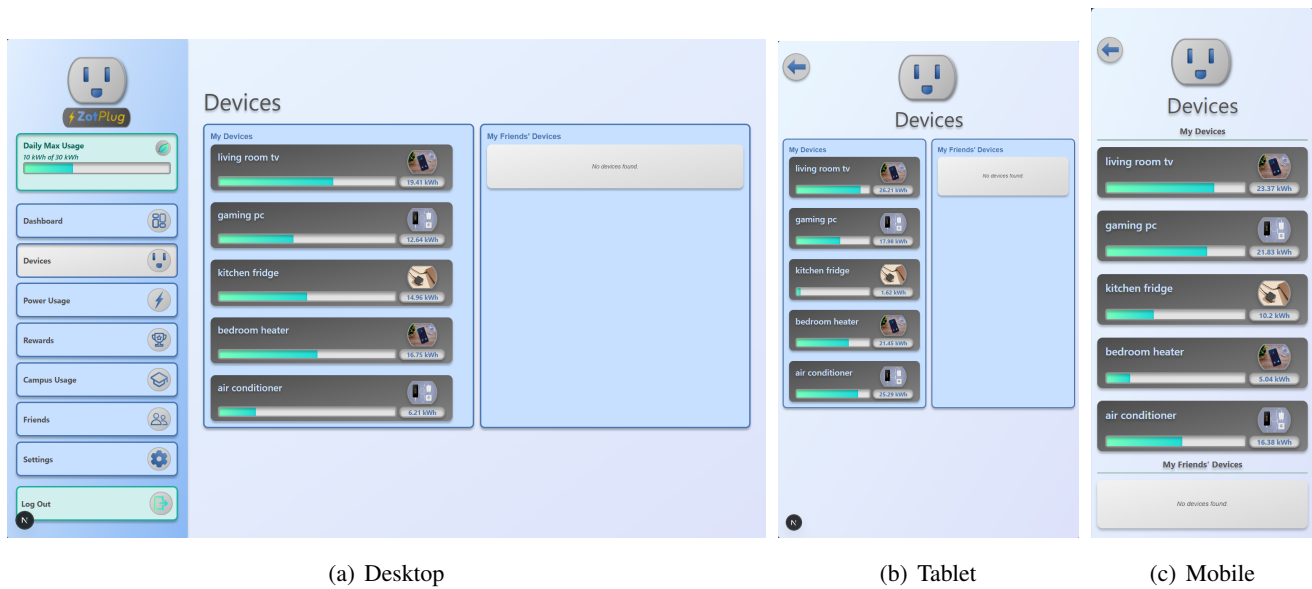 ZotPlug
Daily Max Usage
10 kWh of 30 kWh
Dashboard
Devices
Power Usage
Rewards
Campus Usage
Friends
Settings
Log Out
N
Devices
My Devices
living room tv
19.41 kWh
gaming pc
12.64 kWh
kitchen fridge
14.96 kWh
bedroom heater
16.75 kWh
air conditioner
6.21 kWh
My Friends' Devices
No devices found.
(a) Desktop
Devices
My Devices
living room tv
26.21 kWh
gaming pc
17.98 kWh
kitchen fridge
1.62 kWh
bedroom heater
21.45 kWh
air conditioner
25.29 kWh
My Friends' Devices
No devices found.
N
(b) Tablet
Devices
My Devices
living room tv
23.37 kWh
gaming pc
21.83 kWh
kitchen fridge
10.2 kWh
bedroom heater
5.04 kWh
air conditioner
16.38 kWh
My Friends' Devices
No devices found.
(c) Mobile